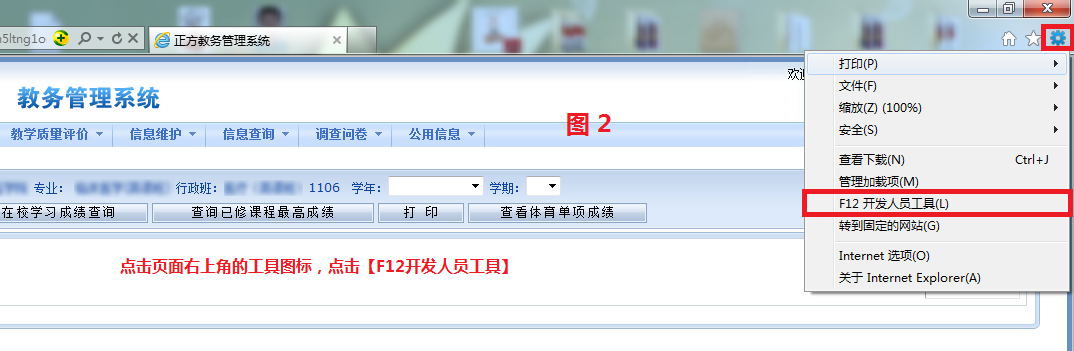 5ltng1o
正方教务管理系统
欢迎
教务管理系统
教学质量评价 信息维护 信息查询 调查问卷 公用信息
图 2
专业: 行政班: 1106 学年: 学期:
在校学习成绩查询 查询已修课程最高成绩 打 印 查看体育单项成绩
点击页面右上角的工具图标，点击【F12开发人员工具】
打印(P)
文件(F)
缩放(Z) (100%)
安全(S)
查看下载(N) Ctrl+J
管理加载项(M)
F12 开发人员工具(L)
转到固定的网站(G)
Internet 选项(O)
关于 Internet Explorer(A)